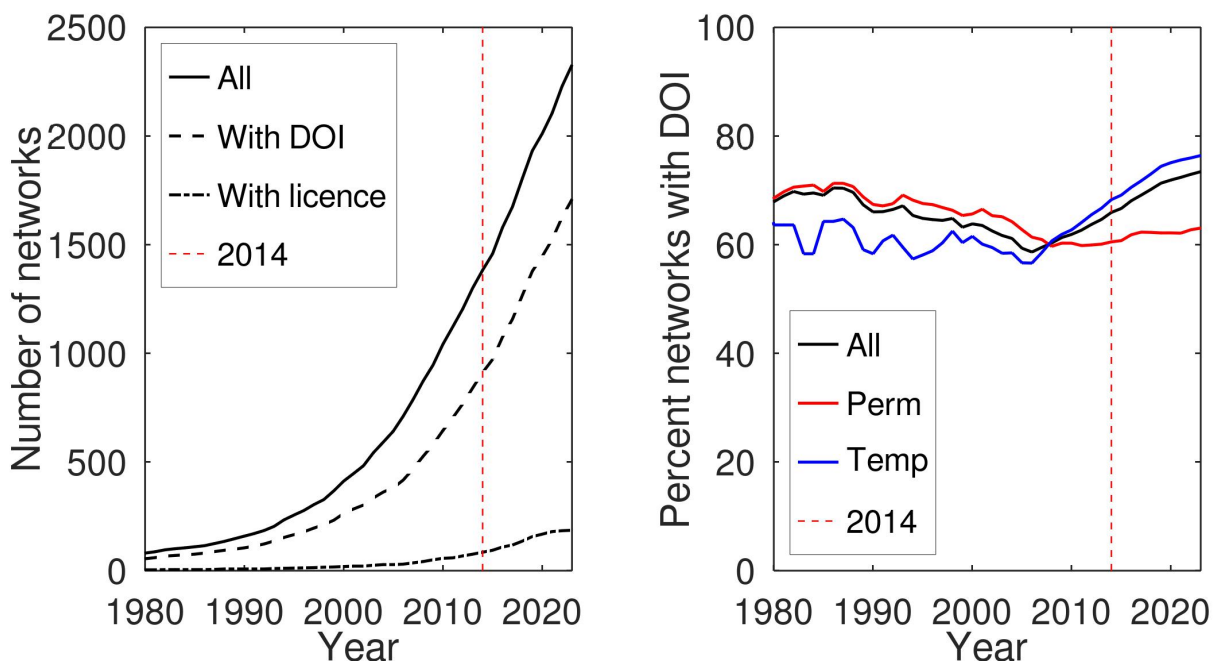 Number of networks
2500
2000
1500
1000
500
0
All
With DOI
With licence
2014
1980 1990 2000 2010 2020
Year
Percent networks with DOI
100
80
60
40
20
0
All
Perm
Temp
2014
1980 1990 2000 2010 2020
Year